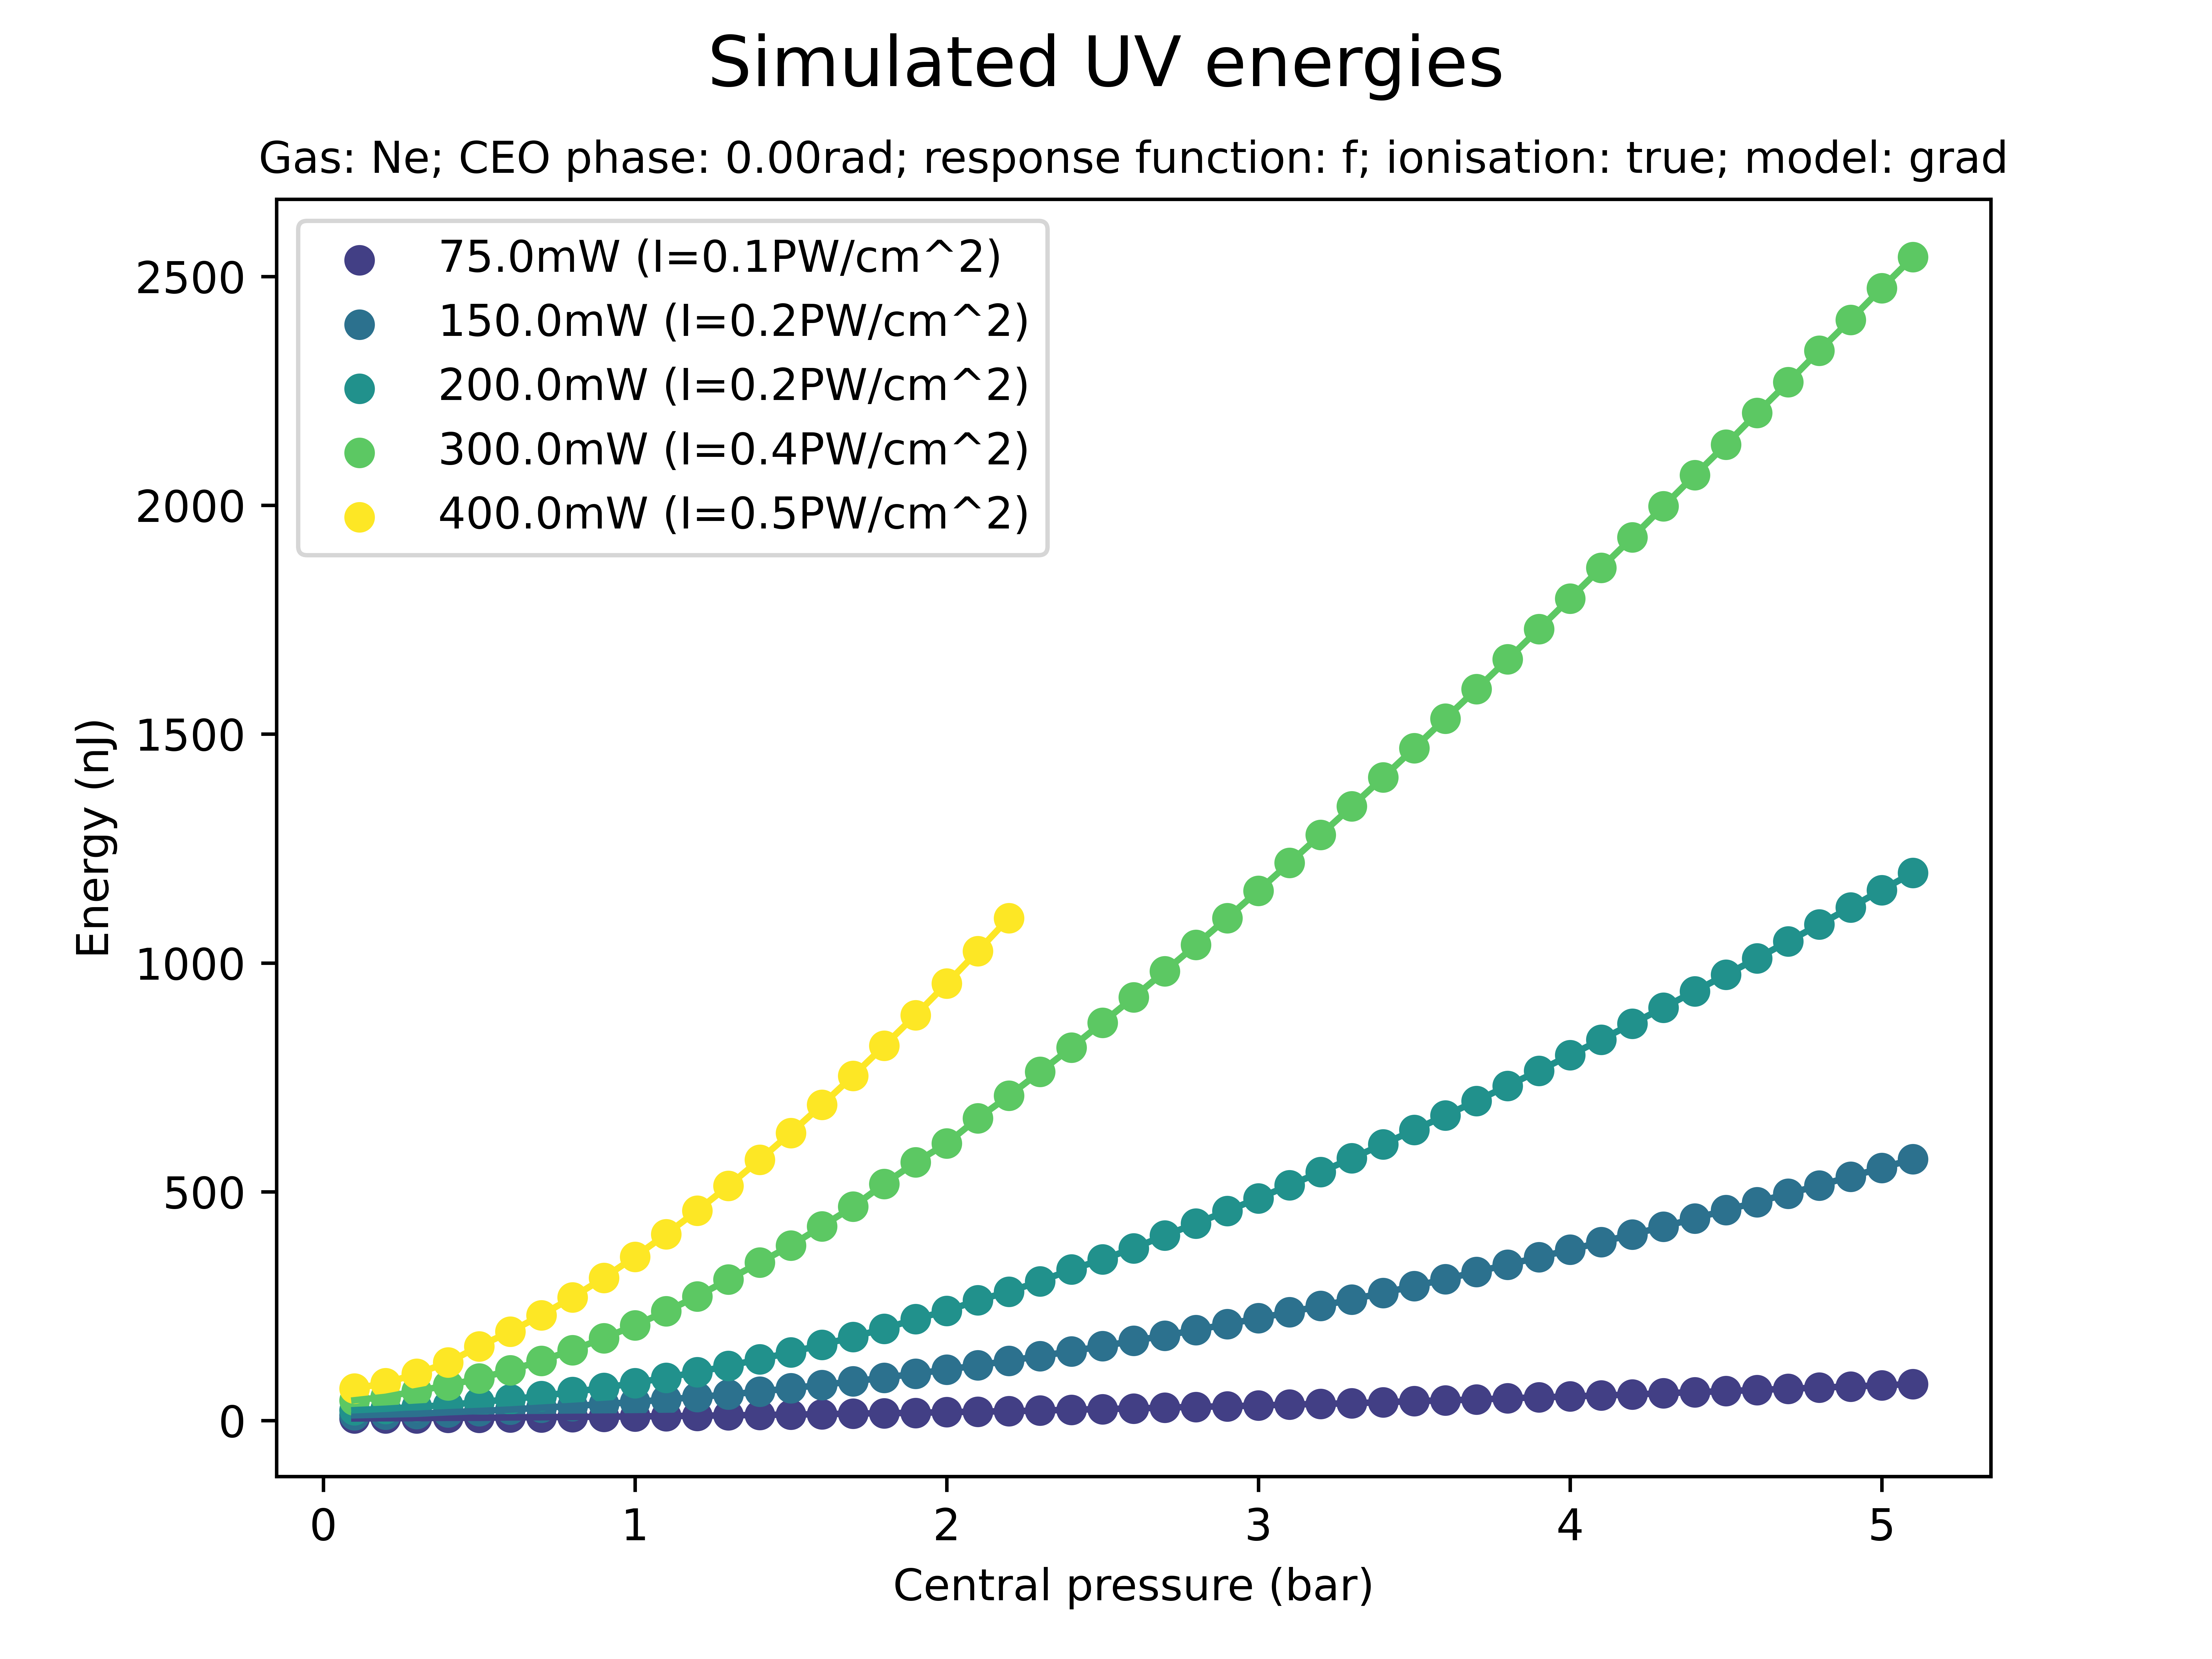 Simulated UV energies
Gas: Ne; CEO phase: 0.00rad; response function: f; ionisation: true; model: grad
75.0mW (I=0.1PW/cm^2)
150.0mW (I=0.2PW/cm^2)
200.0mW (I=0.2PW/cm^2)
300.0mW (I=0.4PW/cm^2)
400.0mW (I=0.5PW/cm^2)
Energy (nJ)
2500
2000
1500
1000
500
0
0 1 2 3 4 5
Central pressure (bar)